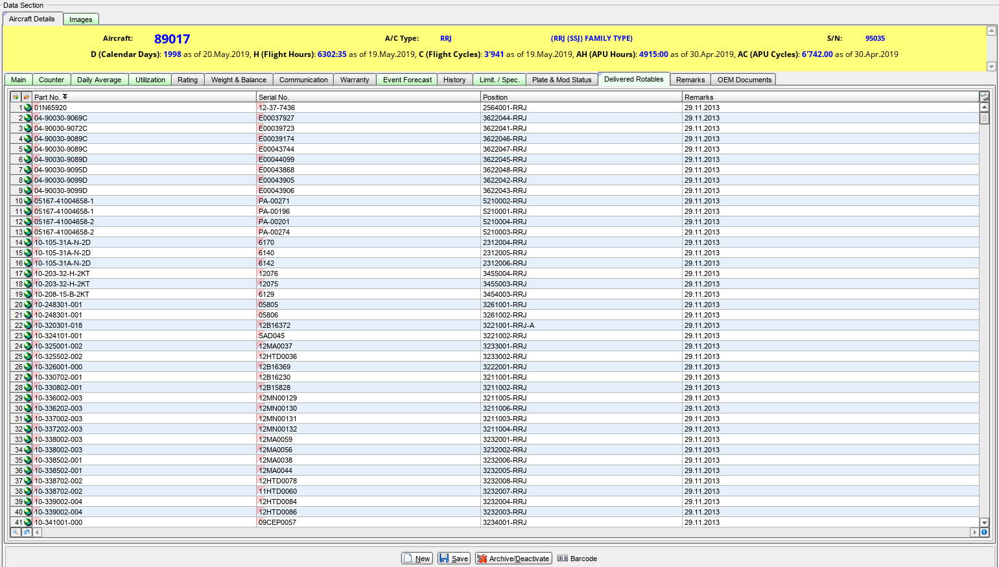 Data Section
Aircraft Details Images
Aircraft: 89017 A/C Type: RRJ (RRJ (SSJ) FAMILY TYPE) S/N: 95035
D (Calendar Days): 1998 as of 20.May.2019, H (Flight Hours): 6302:35 as of 19.May.2019, C (Flight Cycles): 3'941 as of 19.May.2019, AH (APU Hours): 4915:00 as of 30.Apr.2019, AC (APU Cycles): 6'742.00 as of 30.Apr.2019
Main Counter Daily Average Utilization Rating Weight & Balance Communication Warranty Event Forecast History Limit. / Spec. Plate & Mod Status Delivered Rotables Remarks OEM Documents
Part No. Serial No. Position Remarks
1 01N65920 12-37-7436 2564001-RRJ 29.11.2013
2 04-90030-9069C E00037927 3622044-RRJ 29.11.2013
3 04-90030-9072C E00039723 3622041-RRJ 29.11.2013
4 04-90030-9089C E00039174 3622046-RRJ 29.11.2013
5 04-90030-9089C E00043744 3622047-RRJ 29.11.2013
6 04-90030-9089D E00044099 3622045-RRJ 29.11.2013
7 04-90030-9095D E00043868 3622048-RRJ 29.11.2013
8 04-90030-9099D E00043905 3622042-RRJ 29.11.2013
9 04-90030-9099D E00043906 3622043-RRJ 29.11.2013
10 05167-41004658-1 PA-00271 5210002-RRJ 29.11.2013
11 05167-41004658-1 PA-00196 5210001-RRJ 29.11.2013
12 05167-41004658-2 PA-00201 5210004-RRJ 29.11.2013
13 05167-41004658-2 PA-00274 5210003-RRJ 29.11.2013
14 10-105-31A-N-2D 6170 2312004-RRJ 29.11.2013
15 10-105-31A-N-2D 6140 2312005-RRJ 29.11.2013
16 10-105-31A-N-2D 6142 2312006-RRJ 29.11.2013
17 10-203-32-H-2KT 12076 3455004-RRJ 29.11.2013
18 10-203-32-H-2KT 12075 3455003-RRJ 29.11.2013
19 10-208-15-B-2KT 6129 3454003-RRJ 29.11.2013
20 10-248301-001 05805 3261001-RRJ 29.11.2013
21 10-248301-001 05806 3261002-RRJ 29.11.2013
22 10-320301-018 12B16372 3221001-RRJ-A 29.11.2013
23 10-324101-001 SAD045 3221002-RRJ 29.11.2013
24 10-325001-002 12MA0037 3233001-RRJ 29.11.2013
25 10-325502-002 12HTD0036 3233002-RRJ 29.11.2013
26 10-326001-000 12B16369 3222001-RRJ 29.11.2013
27 10-330702-001 12B16230 3211001-RRJ 29.11.2013
28 10-330802-001 12B15828 3211002-RRJ 29.11.2013
29 10-336002-003 12MN00129 3211005-RRJ 29.11.2013
30 10-336202-003 12MN00130 3211006-RRJ 29.11.2013
31 10-337002-003 12MN00131 3211003-RRJ 29.11.2013
32 10-337202-003 12MN00132 3211004-RRJ 29.11.2013
33 10-338002-003 12MA0059 3232001-RRJ 29.11.2013
34 10-338002-003 12MA0056 3232002-RRJ 29.11.2013
35 10-338502-001 12MA0038 3232006-RRJ 29.11.2013
36 10-338502-001 12MA0044 3232005-RRJ 29.11.2013
37 10-338702-002 12HTD0078 3232008-RRJ 29.11.2013
38 10-338702-002 11HTD0060 3232007-RRJ 29.11.2013
39 10-339002-004 12HTD0084 3232004-RRJ 29.11.2013
40 10-339002-004 12HTD0086 3232003-RRJ 29.11.2013
41 10-341001-000 09CEP0057 3234001-RRJ 29.11.2013
New Save Archive/Deactivate Barcode